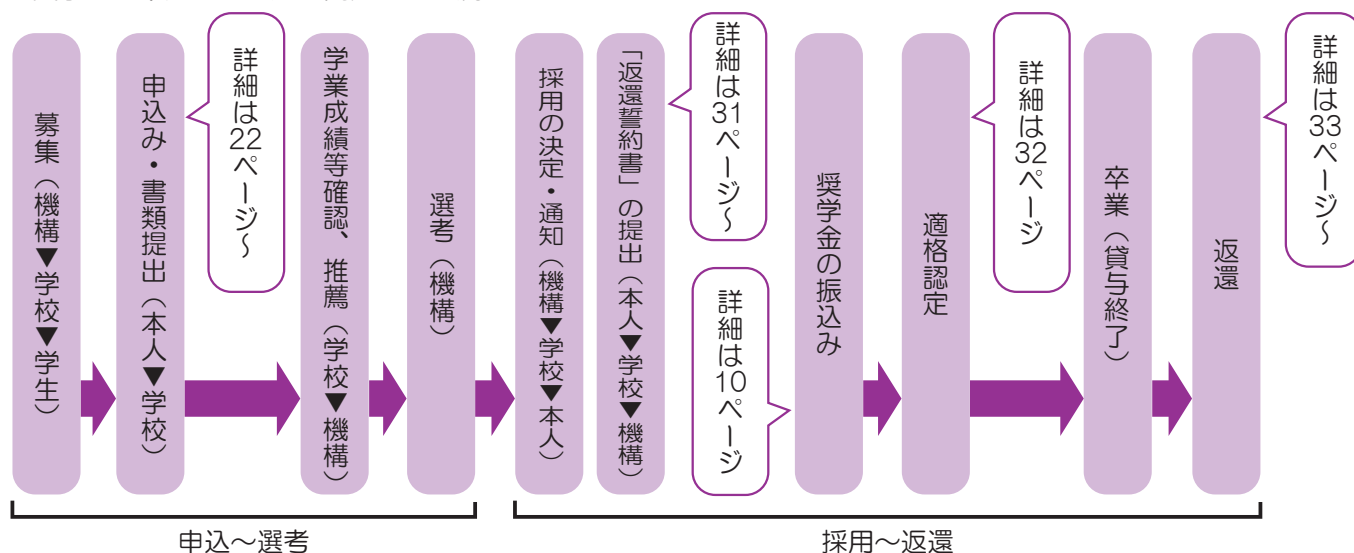 募集（機構▼学校▼学生）
申込み・書類提出（本人▼学校）
詳細は22ページ～
学業成績等確認、推薦（学校▼機構）
選考（機構）
採用の決定・通知（機構▼学校▼本人）
「返還誓約書」の提出（本人▼学校▼機構）
詳細は31ページ～
詳細は10ページ
奨学金の振込み
適格認定
詳細は32ページ
卒業（貸与終了）
返還
詳細は33ページ～
申込～選考
採用～返還